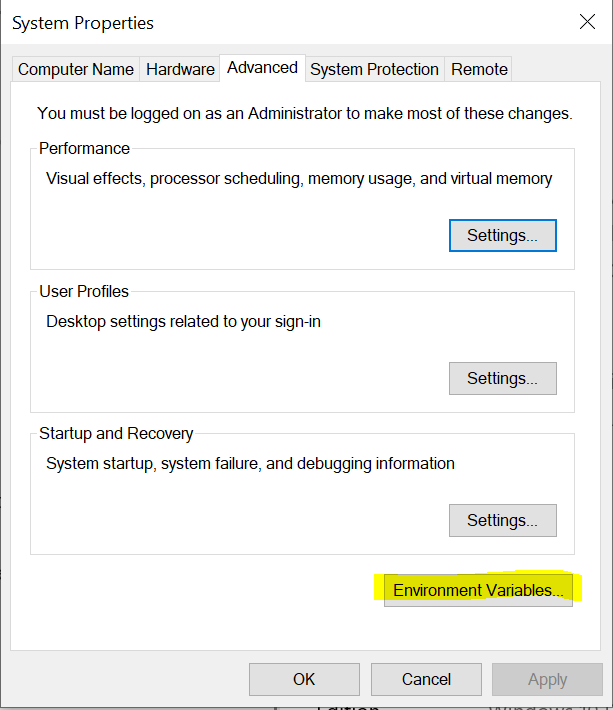 System Properties
Computer Name Hardware Advanced System Protection Remote
You must be logged on as an Administrator to make most of these changes.
Performance
Visual effects, processor scheduling, memory usage, and virtual memory
Settings...
User Profiles
Desktop settings related to your sign-in
Settings...
Startup and Recovery
System startup, system failure, and debugging information
Settings...
Environment Variables...
OK Cancel Apply